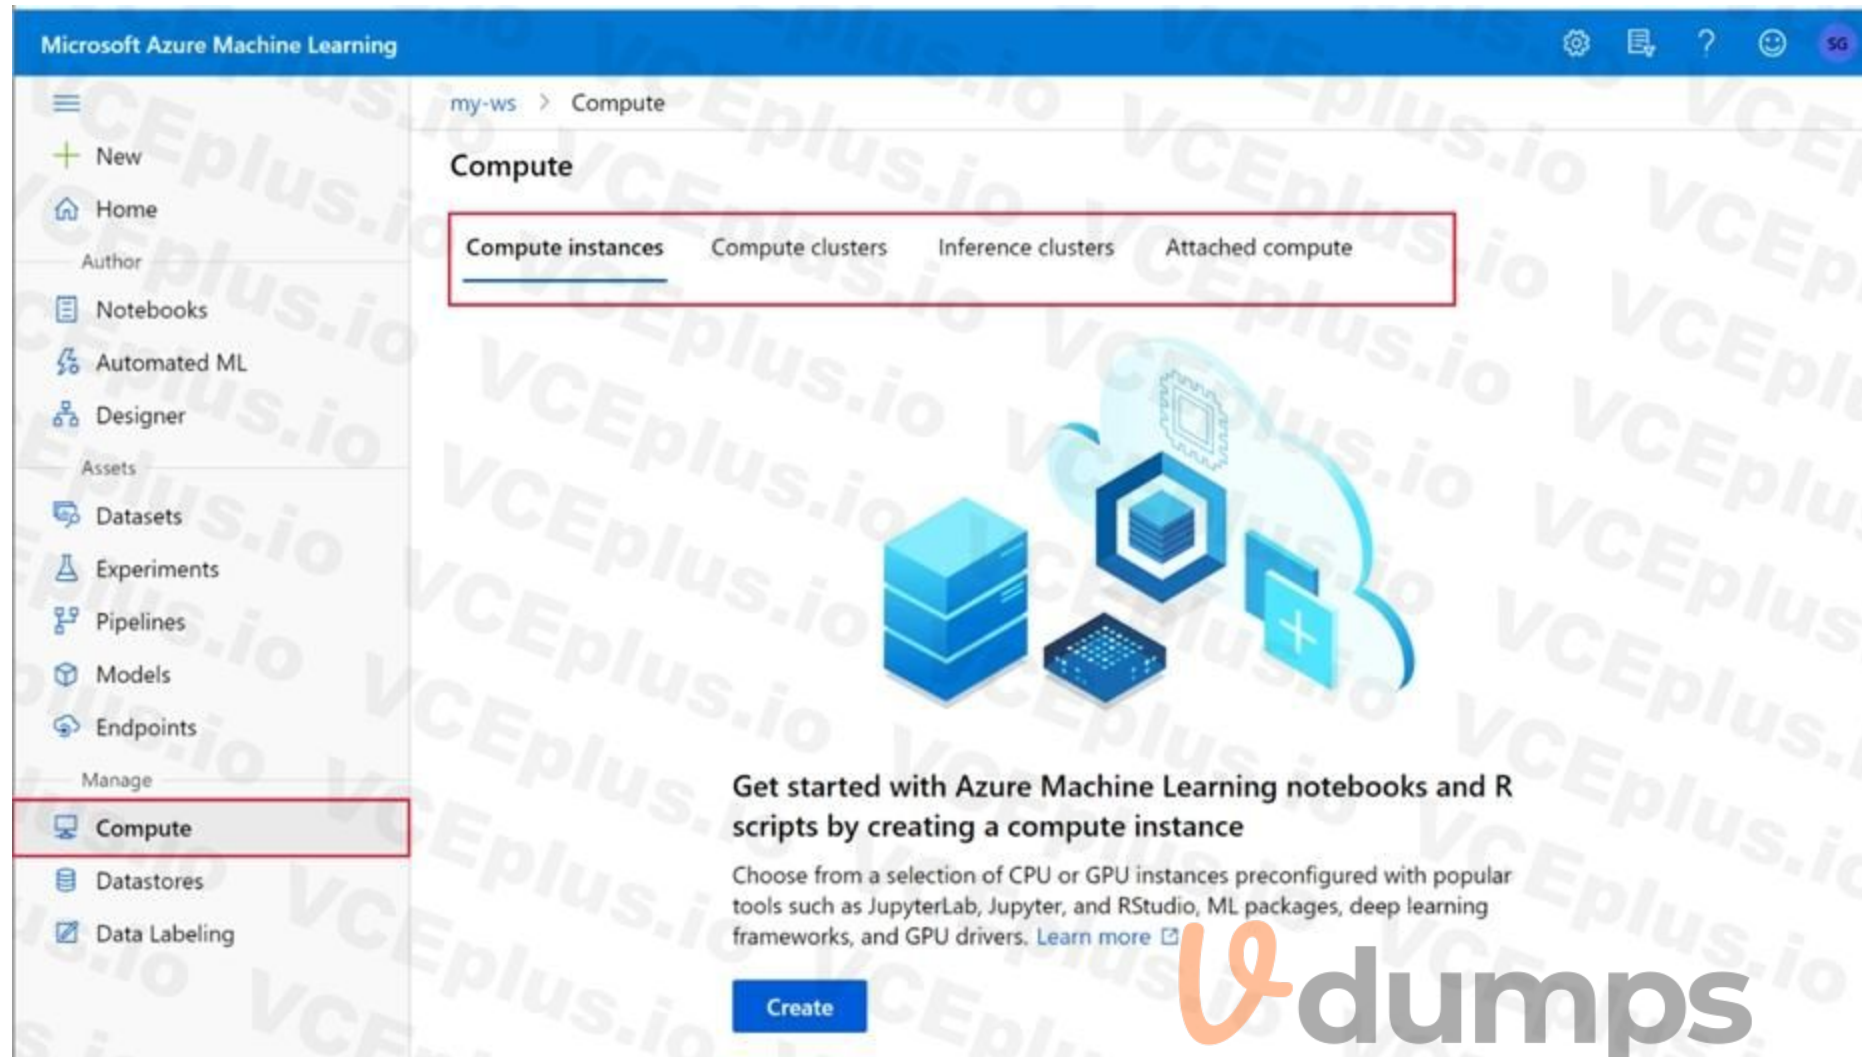 Microsoft Azure Machine Learning
SG
my-ws > Compute
New
Compute
Home
Compute instances Compute clusters Inference clusters Attached compute
Author
Notebooks
Automated ML
Designer
Assets
Datasets
Experiments
Pipelines
Models
Endpoints
Manage
Compute
Datastores
Data Labeling
Get started with Azure Machine Learning notebooks and R
scripts by creating a compute instance
Choose from a selection of CPU or GPU instances preconfigured with popular
tools such as JupyterLab, Jupyter, and RStudio, ML packages, deep learning
frameworks, and GPU drivers. Learn more
Create
Vdumps
VCEplus.io